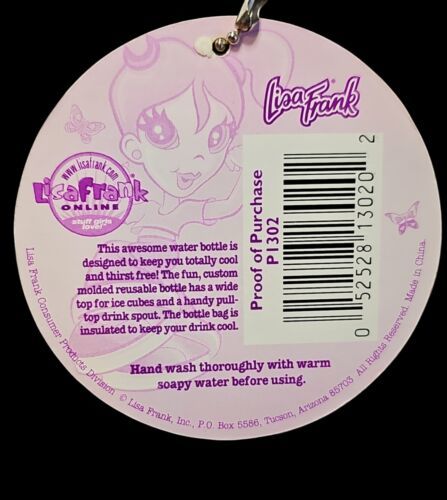 Lisa Frank®
www.lisafrank.com
Lisa Frank
ONLINE
stuff girls
love!
This awesome water bottle is
designed to keep you totally cool
and thirst free! The fun, custom
molded reusable bottle has a wide
top for ice cubes and a handy pull-
top drink spout. The bottle bag is
insulated to keep your drink cool.
Proof of Purchase
P1302
0 52528 13020 2
Hand wash thoroughly with warm
soapy water before using.
Lisa Frank Consumer Products Division © Lisa Frank, Inc., P.O. Box 5586, Tucson, Arizona 85703 All Rights Reserved. Made in China.